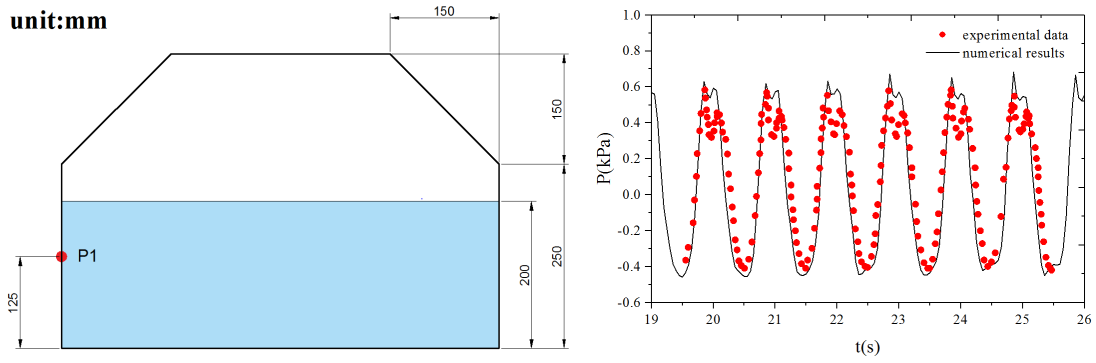 unit:mm
150
150
250
200
125
P1
1.0
0.8
0.6
0.4
0.2
0.0
-0.2
-0.4
-0.6
P(kPa)
experimental data
numerical results
19 20 21 22 23 24 25 26
t(s)